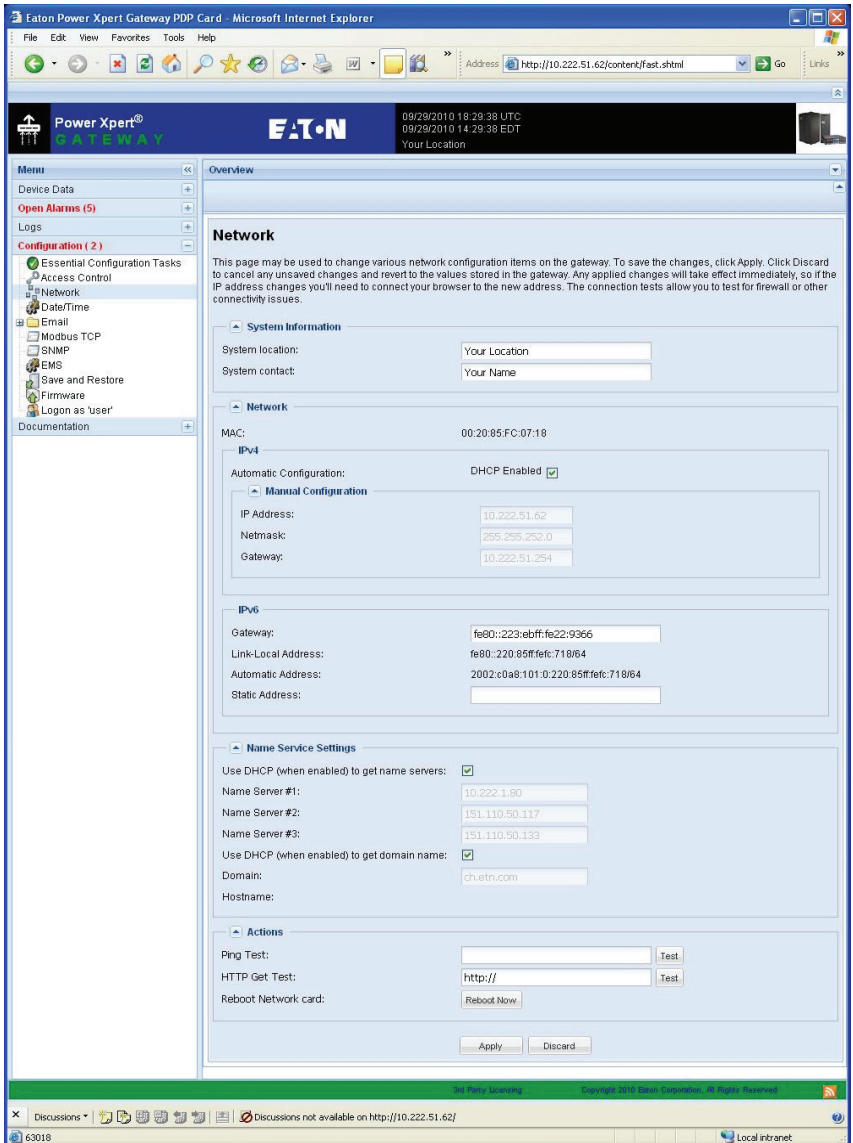 Eaton Power Xpert Gateway PDP Card - Microsoft Internet Explorer
File Edit View Favorites Tools Help
Address http://10.222.51.62/content/fast.shtml Go Links
Power Xpert®
GATEWAY
EATON
09/29/2010 18:29:38 UTC
09/29/2010 14:29:38 EDT
Your Location
Menu
Overview
Device Data
Open Alarms (5)
Logs
Configuration ( 2 )
Essential Configuration Tasks
Access Control
Network
Date/Time
Email
Modbus TCP
SNMP
EMS
Save and Restore
Firmware
Logon as 'user'
Documentation
Network
This page may be used to change various network configuration items on the gateway. To save the changes, click Apply. Click Discard
to cancel any unsaved changes and revert to the values stored in the gateway. Any applied changes will take effect immediately, so if the
IP address changes you'll need to connect your browser to the new address. The connection tests allow you to test for firewall or other
connectivity issues.
System Information
System location: Your Location
System contact: Your Name
Network
MAC: 00:20:85:FC:07:18
IPv4
Automatic Configuration: DHCP Enabled
Manual Configuration
IP Address: 10.222.51.62
Netmask: 255.255.252.0
Gateway: 10.222.51.254
IPv6
Gateway: fe80::223:ebff:fe22:9366
Link-Local Address: fe80::220:85ff:fefc:718/64
Automatic Address: 2002:c0a8:101:0:220:85ff:fefc:718/64
Static Address:
Name Service Settings
Use DHCP (when enabled) to get name servers:
Name Server #1: 10.222.1.80
Name Server #2: 151.110.50.117
Name Server #3: 151.110.50.133
Use DHCP (when enabled) to get domain name:
Domain: ch.etn.com
Hostname:
Actions
Ping Test: Test
HTTP Get Test: http:// Test
Reboot Network card: Reboot Now
Apply Discard
3rd Party Licensing Copyright 2010 Eaton Corporation, All Rights Reserved
Discussions Discussions not available on http://10.222.51.62/
63018 Local intranet